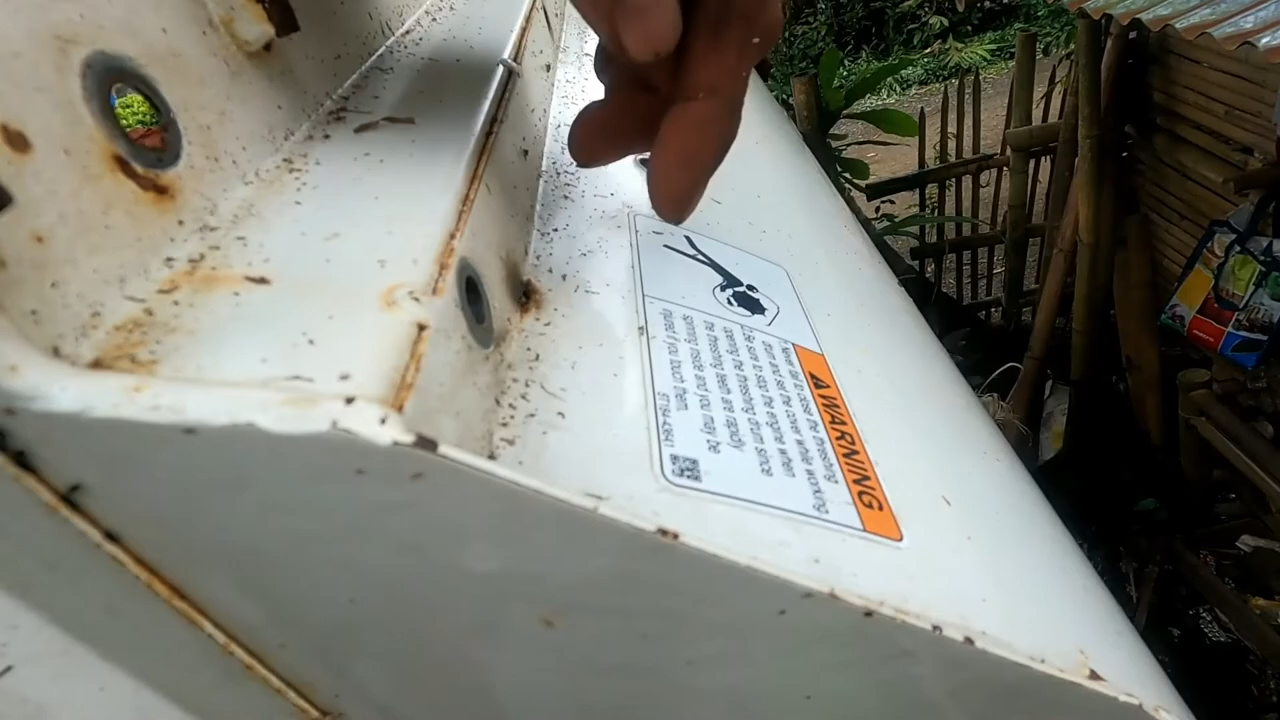 WARNING
Never fail to close the threshing
drum and set the cover while working.
Be sure to stop the engine when
opening the threshing drum since
the threshing teeth are rapidly
spinning inside and you may be
injured if you touch them.